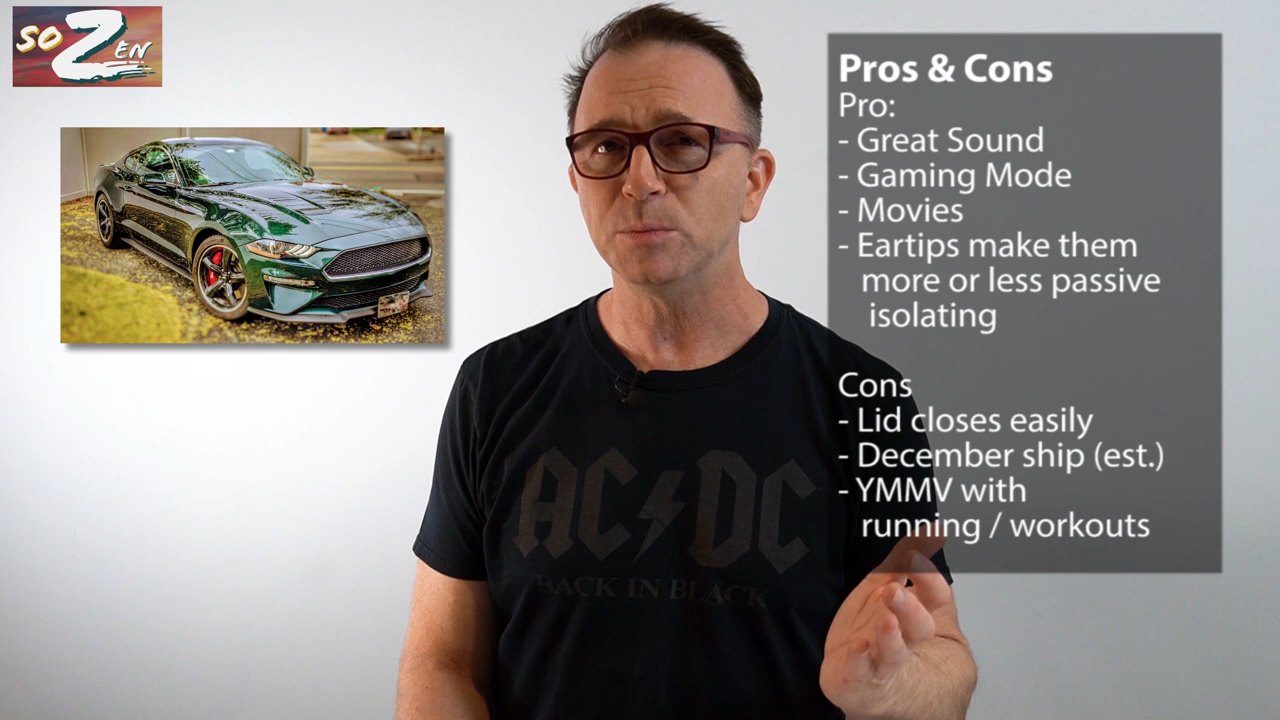 SO Z EN
Pros & Cons
Pro:
- Great Sound
- Gaming Mode
- Movies
- Eartips make them
more or less passive
isolating
Cons
- Lid closes easily
- December ship (est.)
- YMMV with
running / workouts
AC DC
BACK IN BLACK